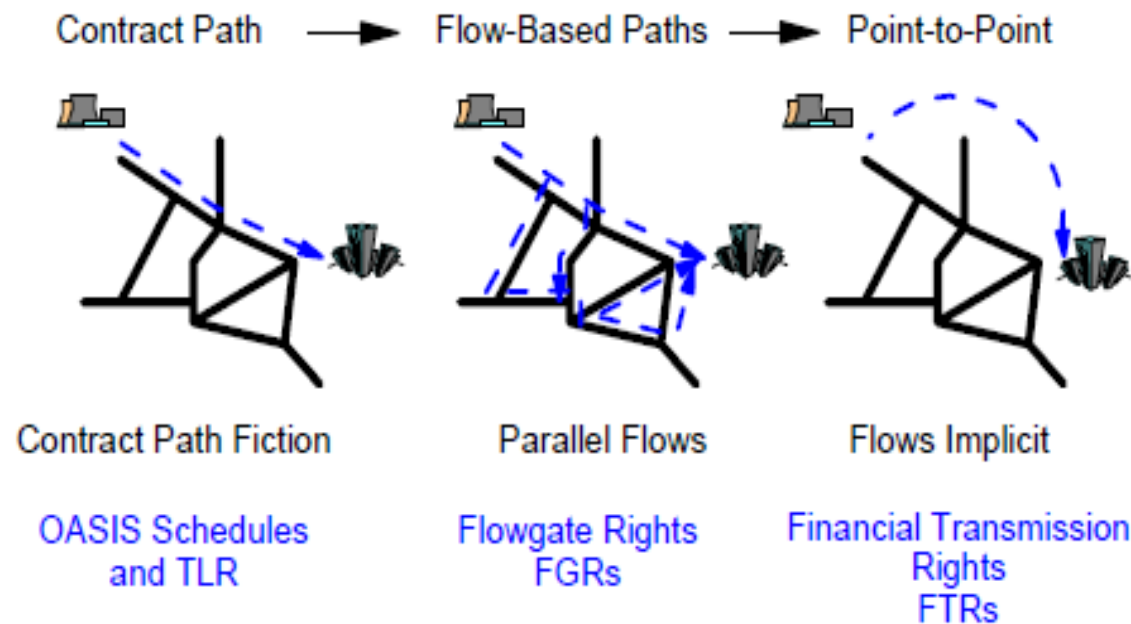 Contract Path
Flow-Based Paths
Point-to-Point
Contract Path Fiction
Parallel Flows
Flows Implicit
OASIS Schedules
and TLR
Flowgate Rights
FGRs
Financial Transmission
Rights
FTRs